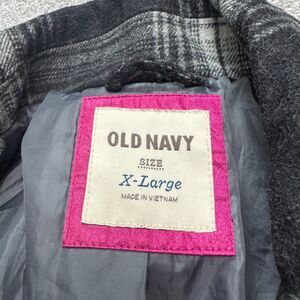 OLD NAVY
SIZE
X-Large
MADE IN VIETNAM